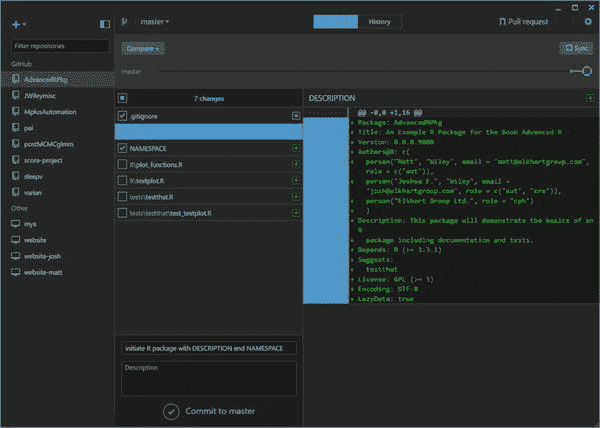 master
History
Pull request
Filter repositories
Compare
Sync
GitHub
master
AdvancedRPkg
JWileymisc
MplusAutomation
pai
postMCMCglmm
score-project
sleepv
varian
Other
mya
website
website-josh
website-matt
7 changes
.gitignore
NAMESPACE
R\plot_functions.R
R\textplot.R
tests\testthat.R
tests\testthat\test_textplot.R
initiate R package with DESCRIPTION and NAMESPACE
Description
Commit to master
DESCRIPTION
@@ -0,0 +1,16 @@
+ Package: AdvancedRPkg
+ Title: An Example R Package for the Book Advanced R
+ Version: 0.0.0.9000
+ Authors@R: c(
+ person("Matt", "Wiley", email = "matt@elkhartgroup.com",
role = c("aut")),
+ person("Joshua F.", "Wiley", email =
"josh@elkhartgroup.com", role = c("aut", "cre")),
+ person("Elkhart Group Ltd.", role = "cph")
+ )
+ Description: This package will demonstrate the basics of an
R
+ package including documentation and tests.
+ Depends: R (>= 3.3.1)
+ Suggests:
+ testthat
+ License: GPL (>= 3)
+ Encoding: UTF-8
+ LazyData: true